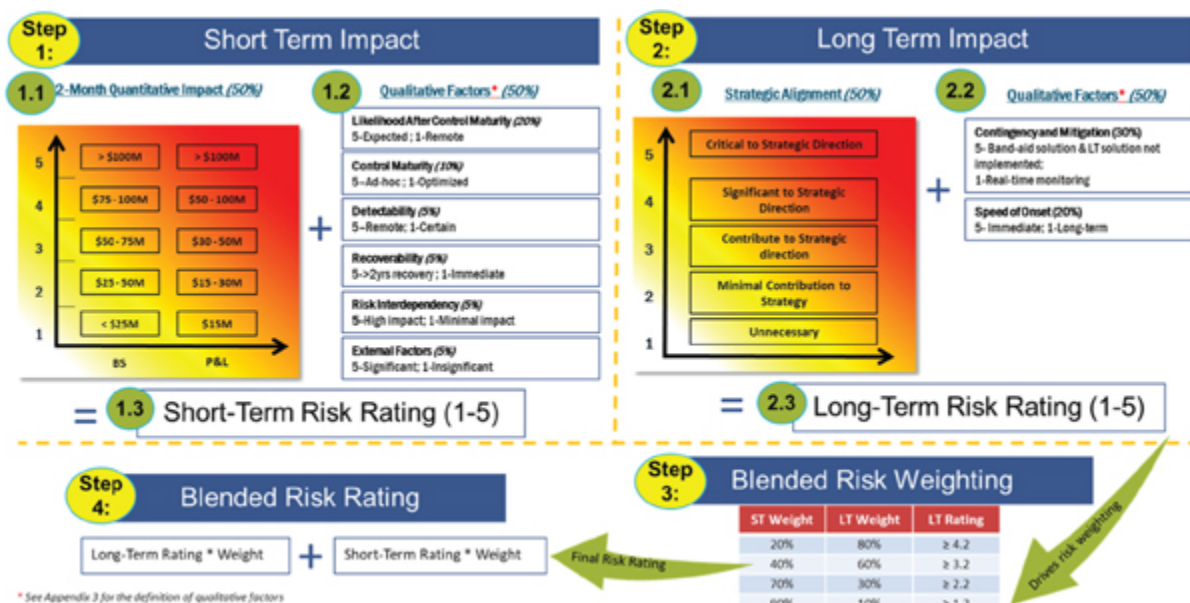 Step 1:
Short Term Impact
1.1
2-Month Quantitative Impact (50%)
5
4
3
2
1
> $100M
> $100M
$75 - 100M
$50 - 100M
$50 - 75M
$30 - 50M
$25 - 50M
$15 - 30M
< $25M
$15M
BS
P&L
+
1.2
Qualitative Factors* (50%)
Likelihood After Control Maturity (20%)
5-Expected ; 1-Remote
Control Maturity (10%)
5–Ad-hoc ; 1-Optimized
Detectability (5%)
5–Remote; 1-Certain
Recoverability (5%)
5->2yrs recovery ; 1-Immediate
Risk Interdependency (5%)
5-High impact; 1-Minimal impact
External Factors (5%)
5-Significant; 1-Insignificant
=
1.3
Short-Term Risk Rating (1-5)
Step 2:
Long Term Impact
2.1
Strategic Alignment (50%)
5
4
3
2
1
Critical to Strategic Direction
Significant to Strategic
Direction
Contribute to Strategic
direction
Minimal Contribution to
Strategy
Unnecessary
+
2.2
Qualitative Factors* (50%)
Contingency and Mitigation (30%)
5- Band-aid solution & LT solution not
implemented;
1-Real-time monitoring
Speed of Onset (20%)
5- Immediate; 1-Long-term
=
2.3
Long-Term Risk Rating (1-5)
Step 3:
Blended Risk Weighting
ST Weight LT Weight LT Rating
20% 80% ≥ 4.2
40% 60% ≥ 3.2
70% 30% ≥ 2.2
90% 10% ≥ 1.2
Drives risk weighting
Final Risk Rating
Step 4:
Blended Risk Rating
Long-Term Rating * Weight
+
Short-Term Rating * Weight
* See Appendix 3 for the definition of qualitative factors